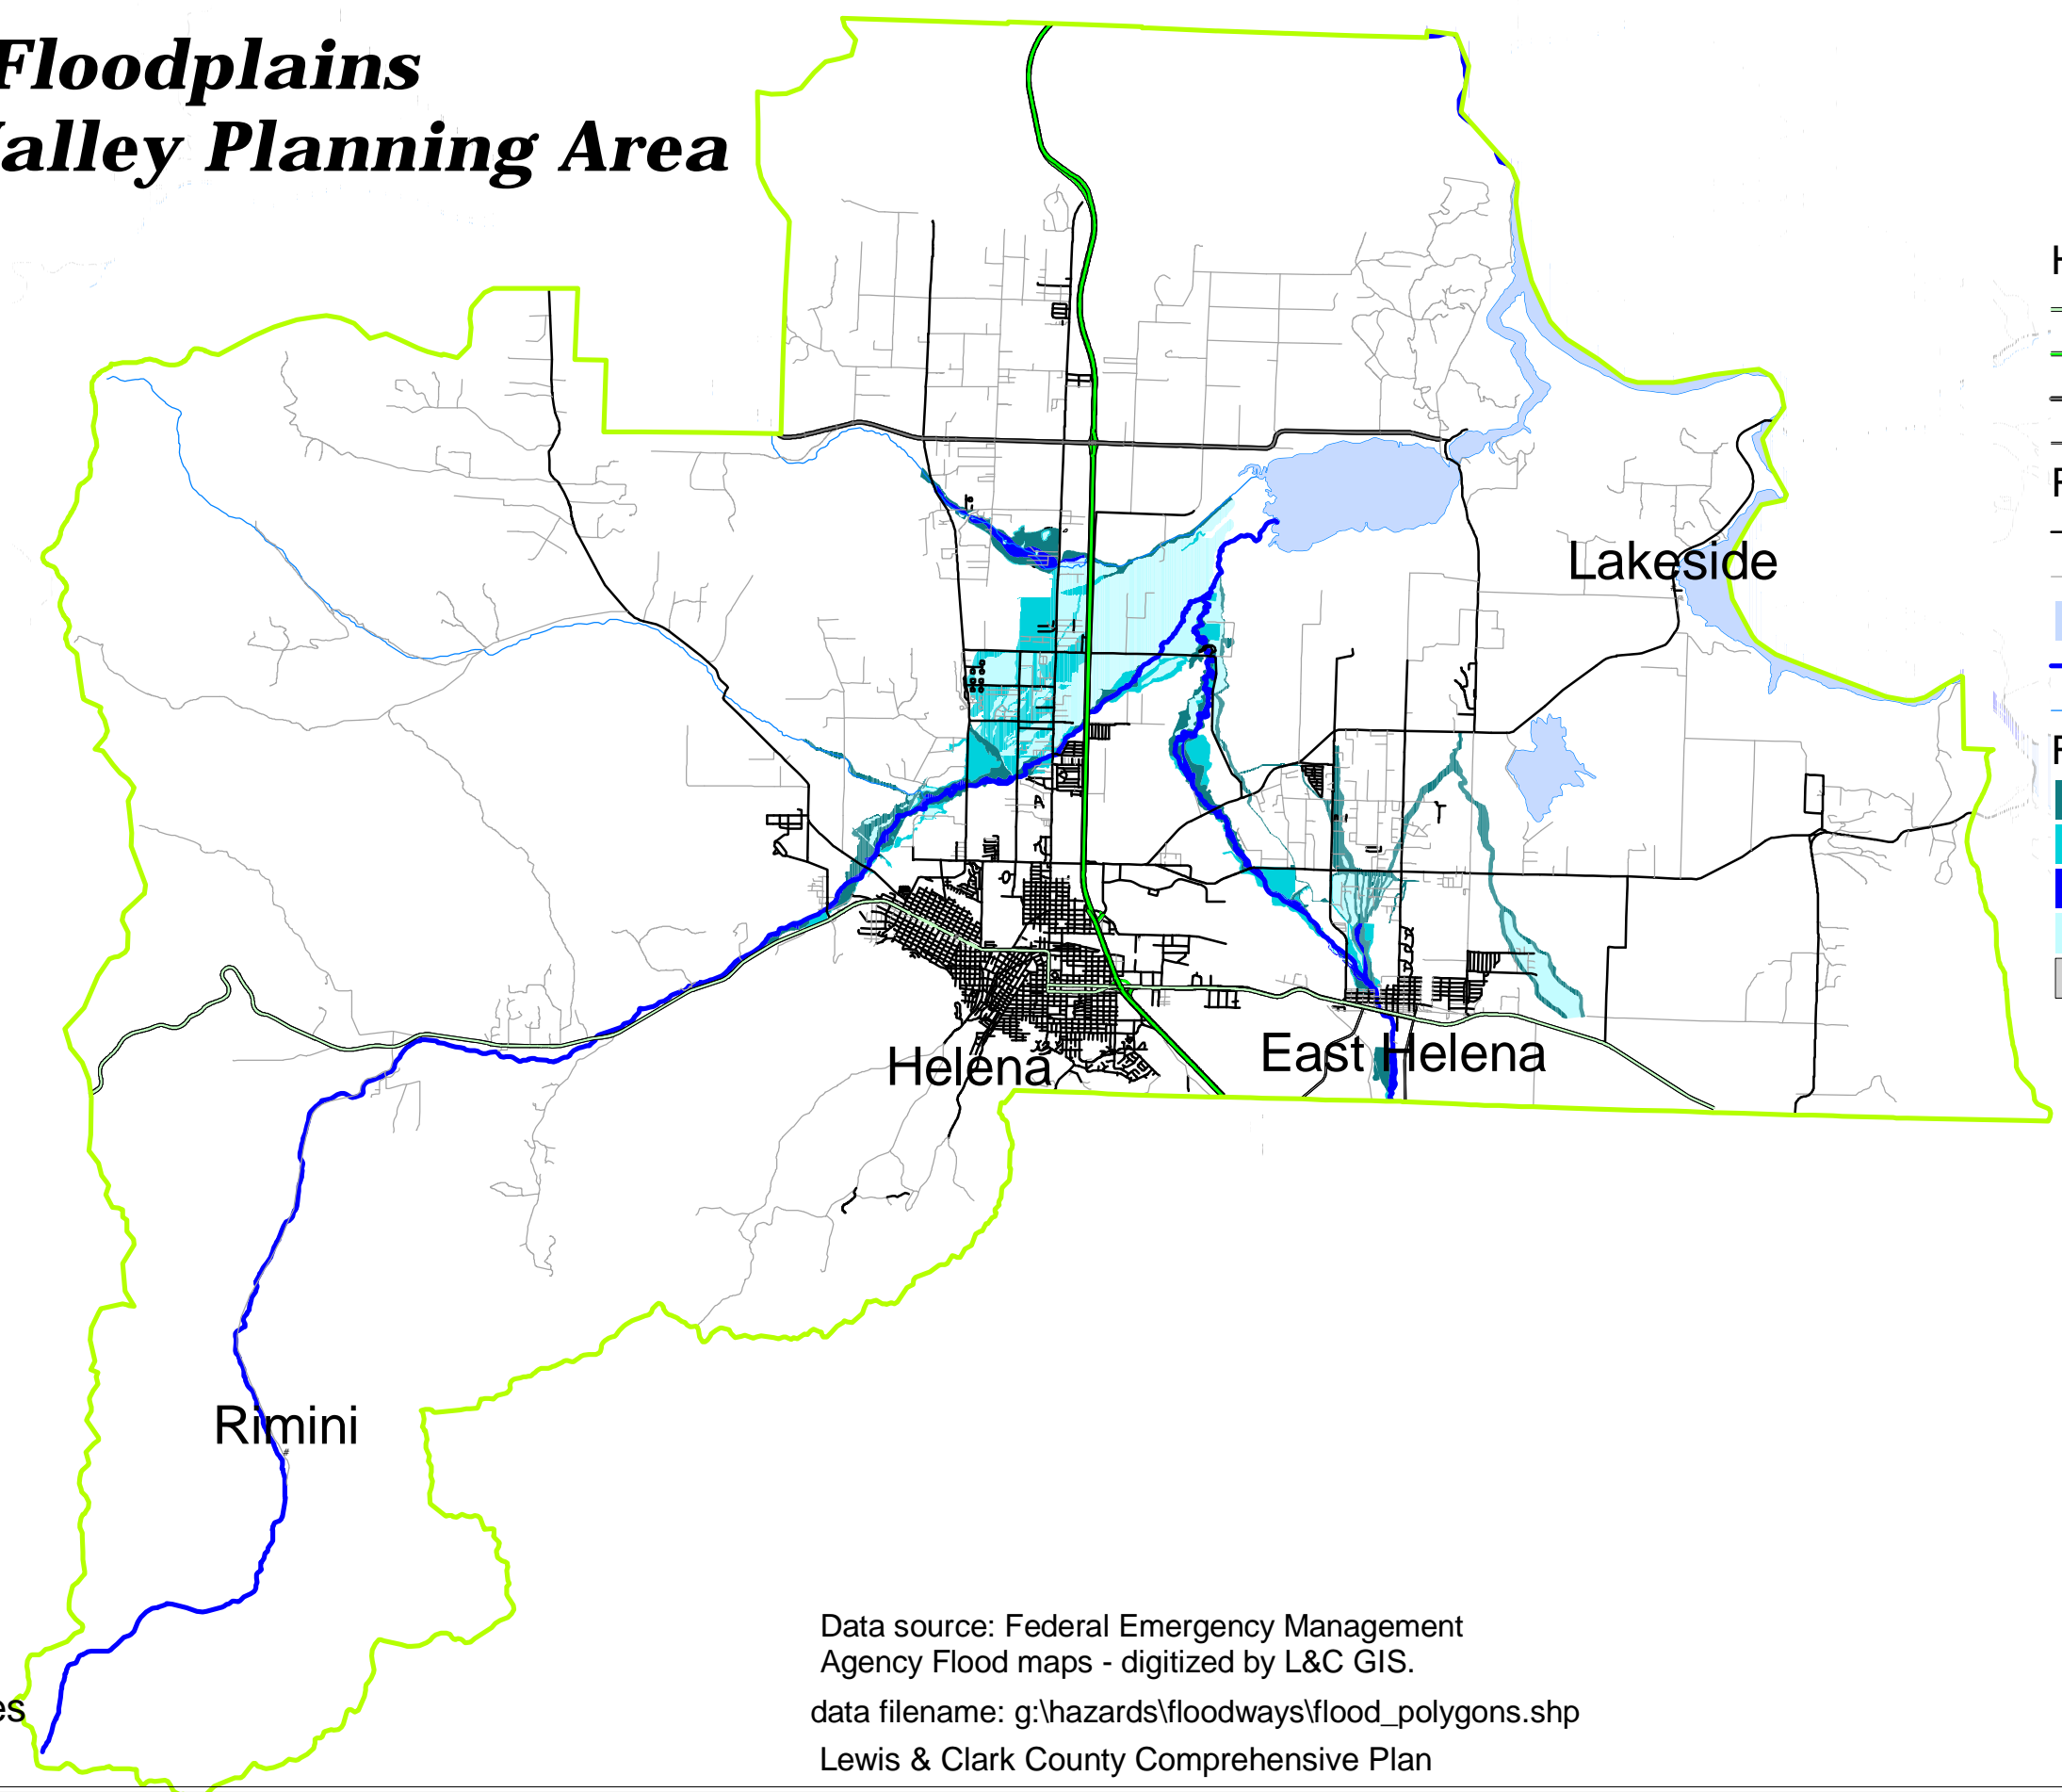 Floodplains
alley Planning Area
Lakeside
Helena
East Helena
Rimini
Data source: Federal Emergency Management
Agency Flood maps - digitized by L&C GIS.
es
data filename: g:\hazards\floodways\flood_polygons.shp
Lewis & Clark County Comprehensive Plan